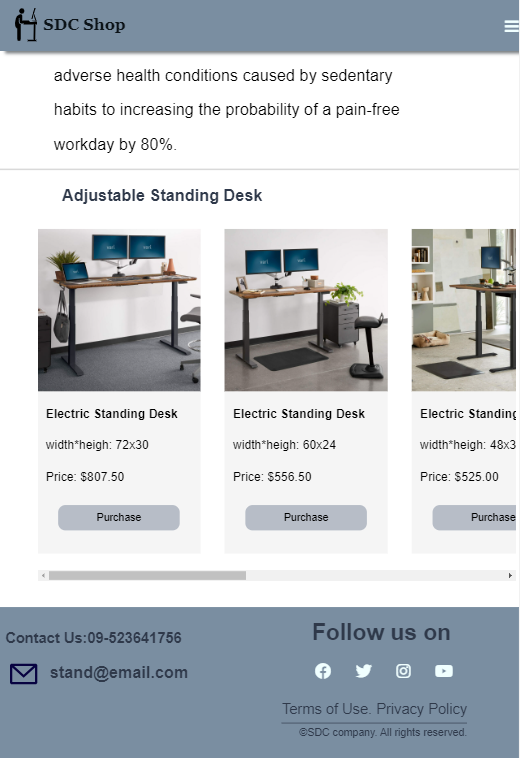 SDC Shop
adverse health conditions caused by sedentary
habits to increasing the probability of a pain-free
workday by 80%.
Adjustable Standing Desk
Electric Standing Desk
width*heigh: 72x30
Price: $807.50
Purchase
Electric Standing Desk
width*heigh: 60x24
Price: $556.50
Purchase
Electric Standing
width*heigh: 48x3
Price: $525.00
Purchase
Contact Us:09-523641756
stand@email.com
Follow us on
Terms of Use. Privacy Policy
©SDC company. All rights reserved.